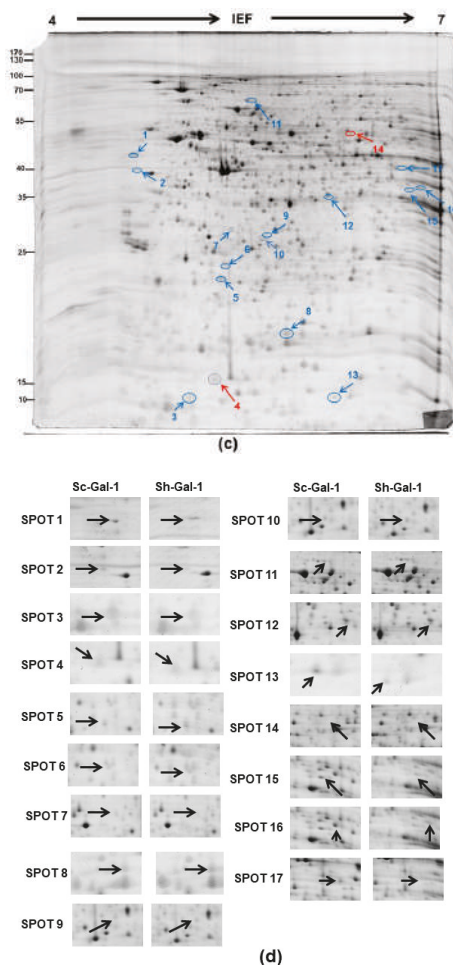 4 IEF 7
170
130
100
70
55
40
35
25
15
10
1
2
3
4
5
6
7
8
9
10
11
12
13
14
15
(c)
Sc-Gal-1 Sh-Gal-1
SPOT 1
SPOT 2
SPOT 3
SPOT 4
SPOT 5
SPOT 6
SPOT 7
SPOT 8
SPOT 9
Sc-Gal-1 Sh-Gal-1
SPOT 10
SPOT 11
SPOT 12
SPOT 13
SPOT 14
SPOT 15
SPOT 16
SPOT 17
(d)